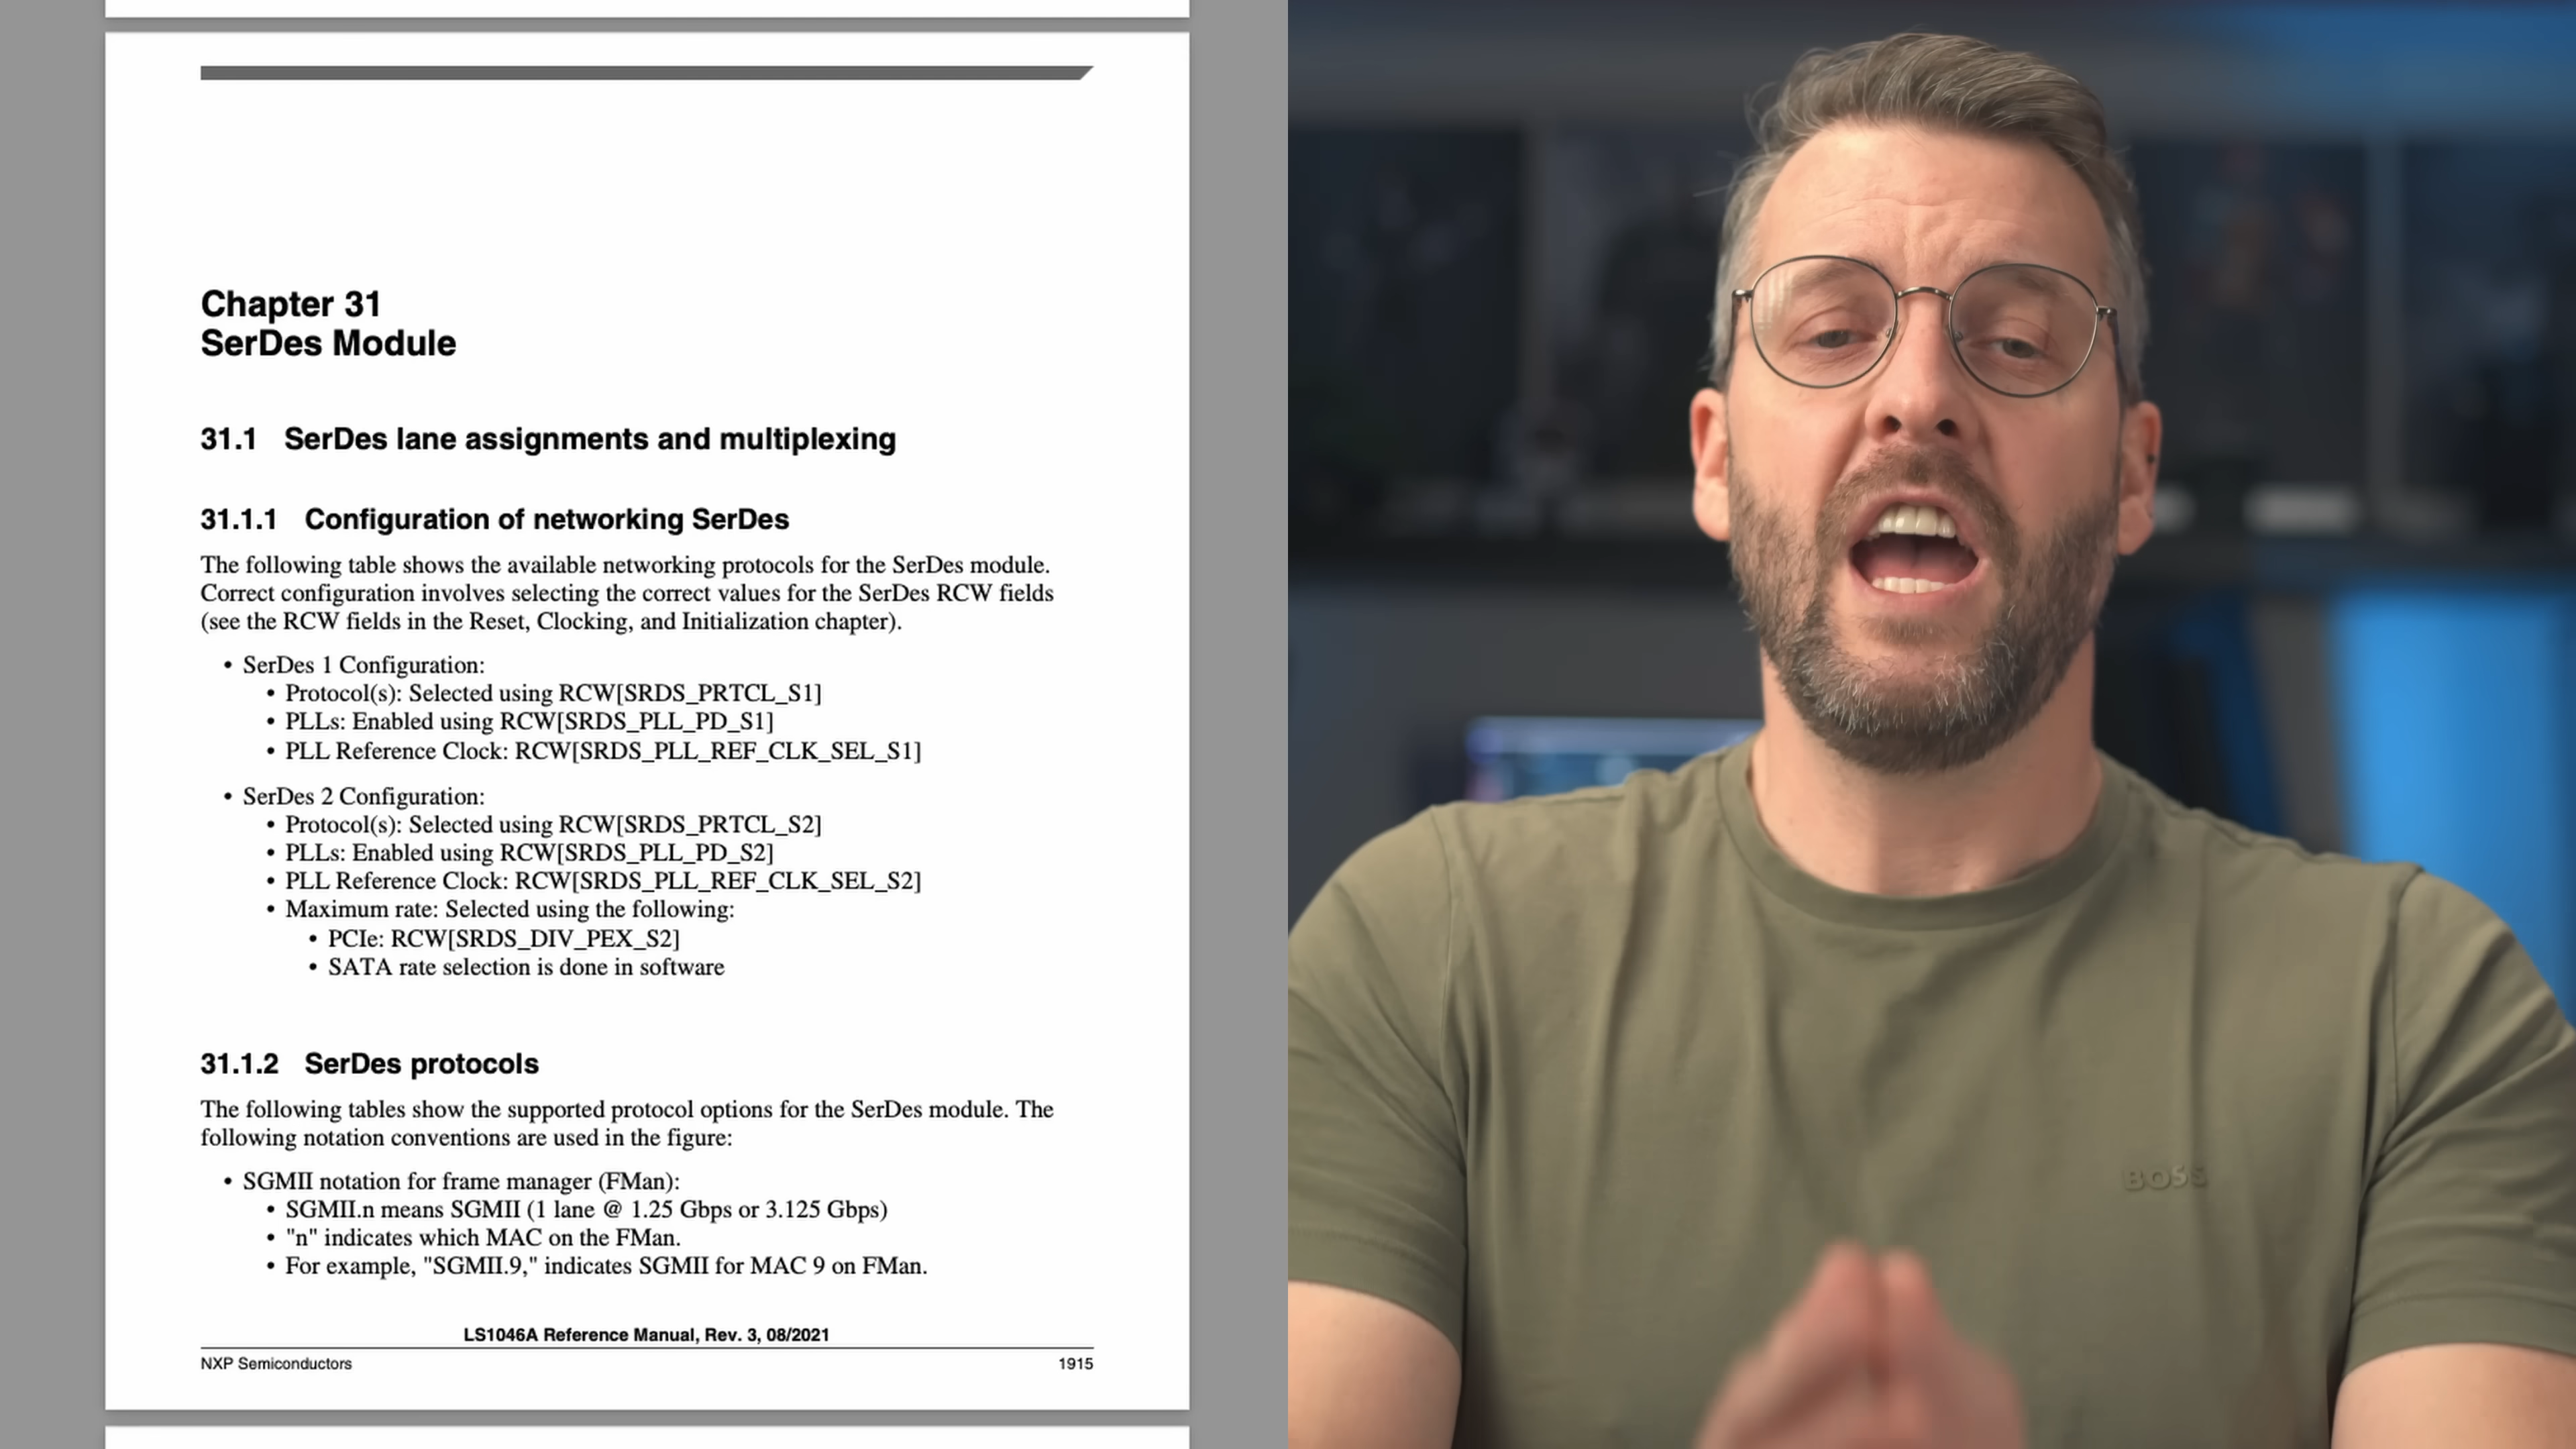 Chapter 31
SerDes Module
31.1 SerDes lane assignments and multiplexing
31.1.1 Configuration of networking SerDes
The following table shows the available networking protocols for the SerDes module.
Correct configuration involves selecting the correct values for the SerDes RCW fields
(see the RCW fields in the Reset, Clocking, and Initialization chapter).
• SerDes 1 Configuration:
• Protocol(s): Selected using RCW[SRDS_PRTCL_S1]
• PLLs: Enabled using RCW[SRDS_PLL_PD_S1]
• PLL Reference Clock: RCW[SRDS_PLL_REF_CLK_SEL_S1]
• SerDes 2 Configuration:
• Protocol(s): Selected using RCW[SRDS_PRTCL_S2]
• PLLs: Enabled using RCW[SRDS_PLL_PD_S2]
• PLL Reference Clock: RCW[SRDS_PLL_REF_CLK_SEL_S2]
• Maximum rate: Selected using the following:
• PCIe: RCW[SRDS_DIV_PEX_S2]
• SATA rate selection is done in software
31.1.2 SerDes protocols
The following tables show the supported protocol options for the SerDes module. The
following notation conventions are used in the figure:
• SGMII notation for frame manager (FMan):
• SGMII.n means SGMII (1 lane @ 1.25 Gbps or 3.125 Gbps)
• "n" indicates which MAC on the FMan.
• For example, "SGMII.9," indicates SGMII for MAC 9 on FMan.
LS1046A Reference Manual, Rev. 3, 08/2021
NXP Semiconductors 1915
BOSS